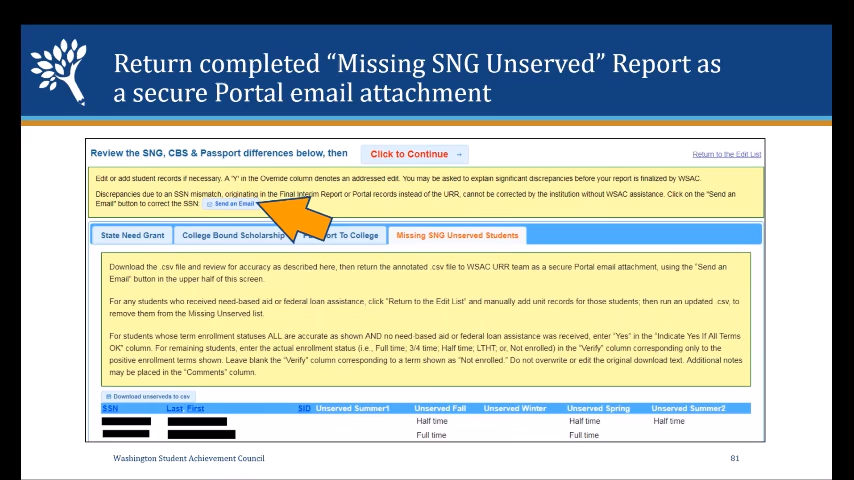 Return completed “Missing SNG Unserved” Report as
a secure Portal email attachment
Review the SNG, CBS & Passport differences below, then
Click to Continue →
Return to the Edit List
Edit or add student records if necessary. A 'Y' in the Override column denotes an addressed edit. You may be asked to explain significant discrepancies before your report is finalized by WSAC.
Discrepancies due to an SSN mismatch, originating in the Final Interim Report or Portal records instead of the URR, cannot be corrected by the institution without WSAC assistance. Click on the "Send an
Email" button to correct the SSN: Send an Email
State Need Grant
College Bound Scholarship
To College
Missing SNG Unserved Students
Download the .csv file and review for accuracy as described here, then return the annotated .csv file to WSAC URR team as a secure Portal email attachment, using the "Send an
Email" button in the upper half of this screen.
For any students who received need-based aid or federal loan assistance, click "Return to the Edit List" and manually add unit records for those students; then run an updated .csv, to
remove them from the Missing Unserved list.
For students whose term enrollment statuses ALL are accurate as shown AND no need-based aid or federal loan assistance was received, enter "Yes" in the "Indicate Yes If All Terms
OK" column. For remaining students, enter the actual enrollment status (i.e., Full time; 3/4 time; Half time; LTHT, or, Not enrolled) in the "Verify" column corresponding only to the
positive enrollment terms shown. Leave blank the "Verify" column corresponding to a term shown as "Not enrolled." Do not overwrite or edit the original download text. Additional notes
may be placed in the "Comments" column.
Download unserveds to csv
SSN Last, First SID Unserved Summer1 Unserved Fall Unserved Winter Unserved Spring Unserved Summer2
Half time Half time Half time
Full time Full time
Washington Student Achievement Council
81